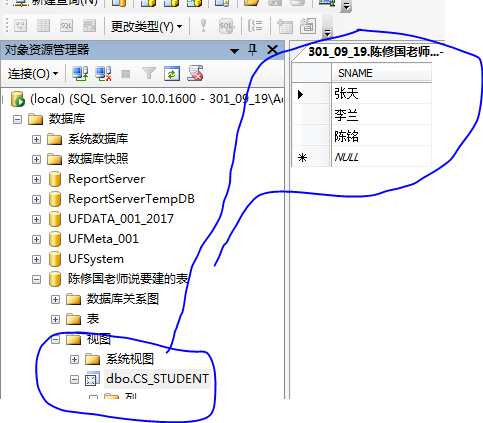 更改类型(Y)
对象资源管理器
连接(O)
(local) (SQL Server 10.0.1600 - 301_09_19\Ad
数据库
系统数据库
数据库快照
ReportServer
ReportServerTempDB
UFDATA_001_2017
UFMeta_001
UFSystem
陈修国老师说要建的表
数据库关系图
表
视图
系统视图
dbo.CS_STUDENT
301_09_19.陈修国老师...-
SNAME
张天
李兰
陈铭
NULL